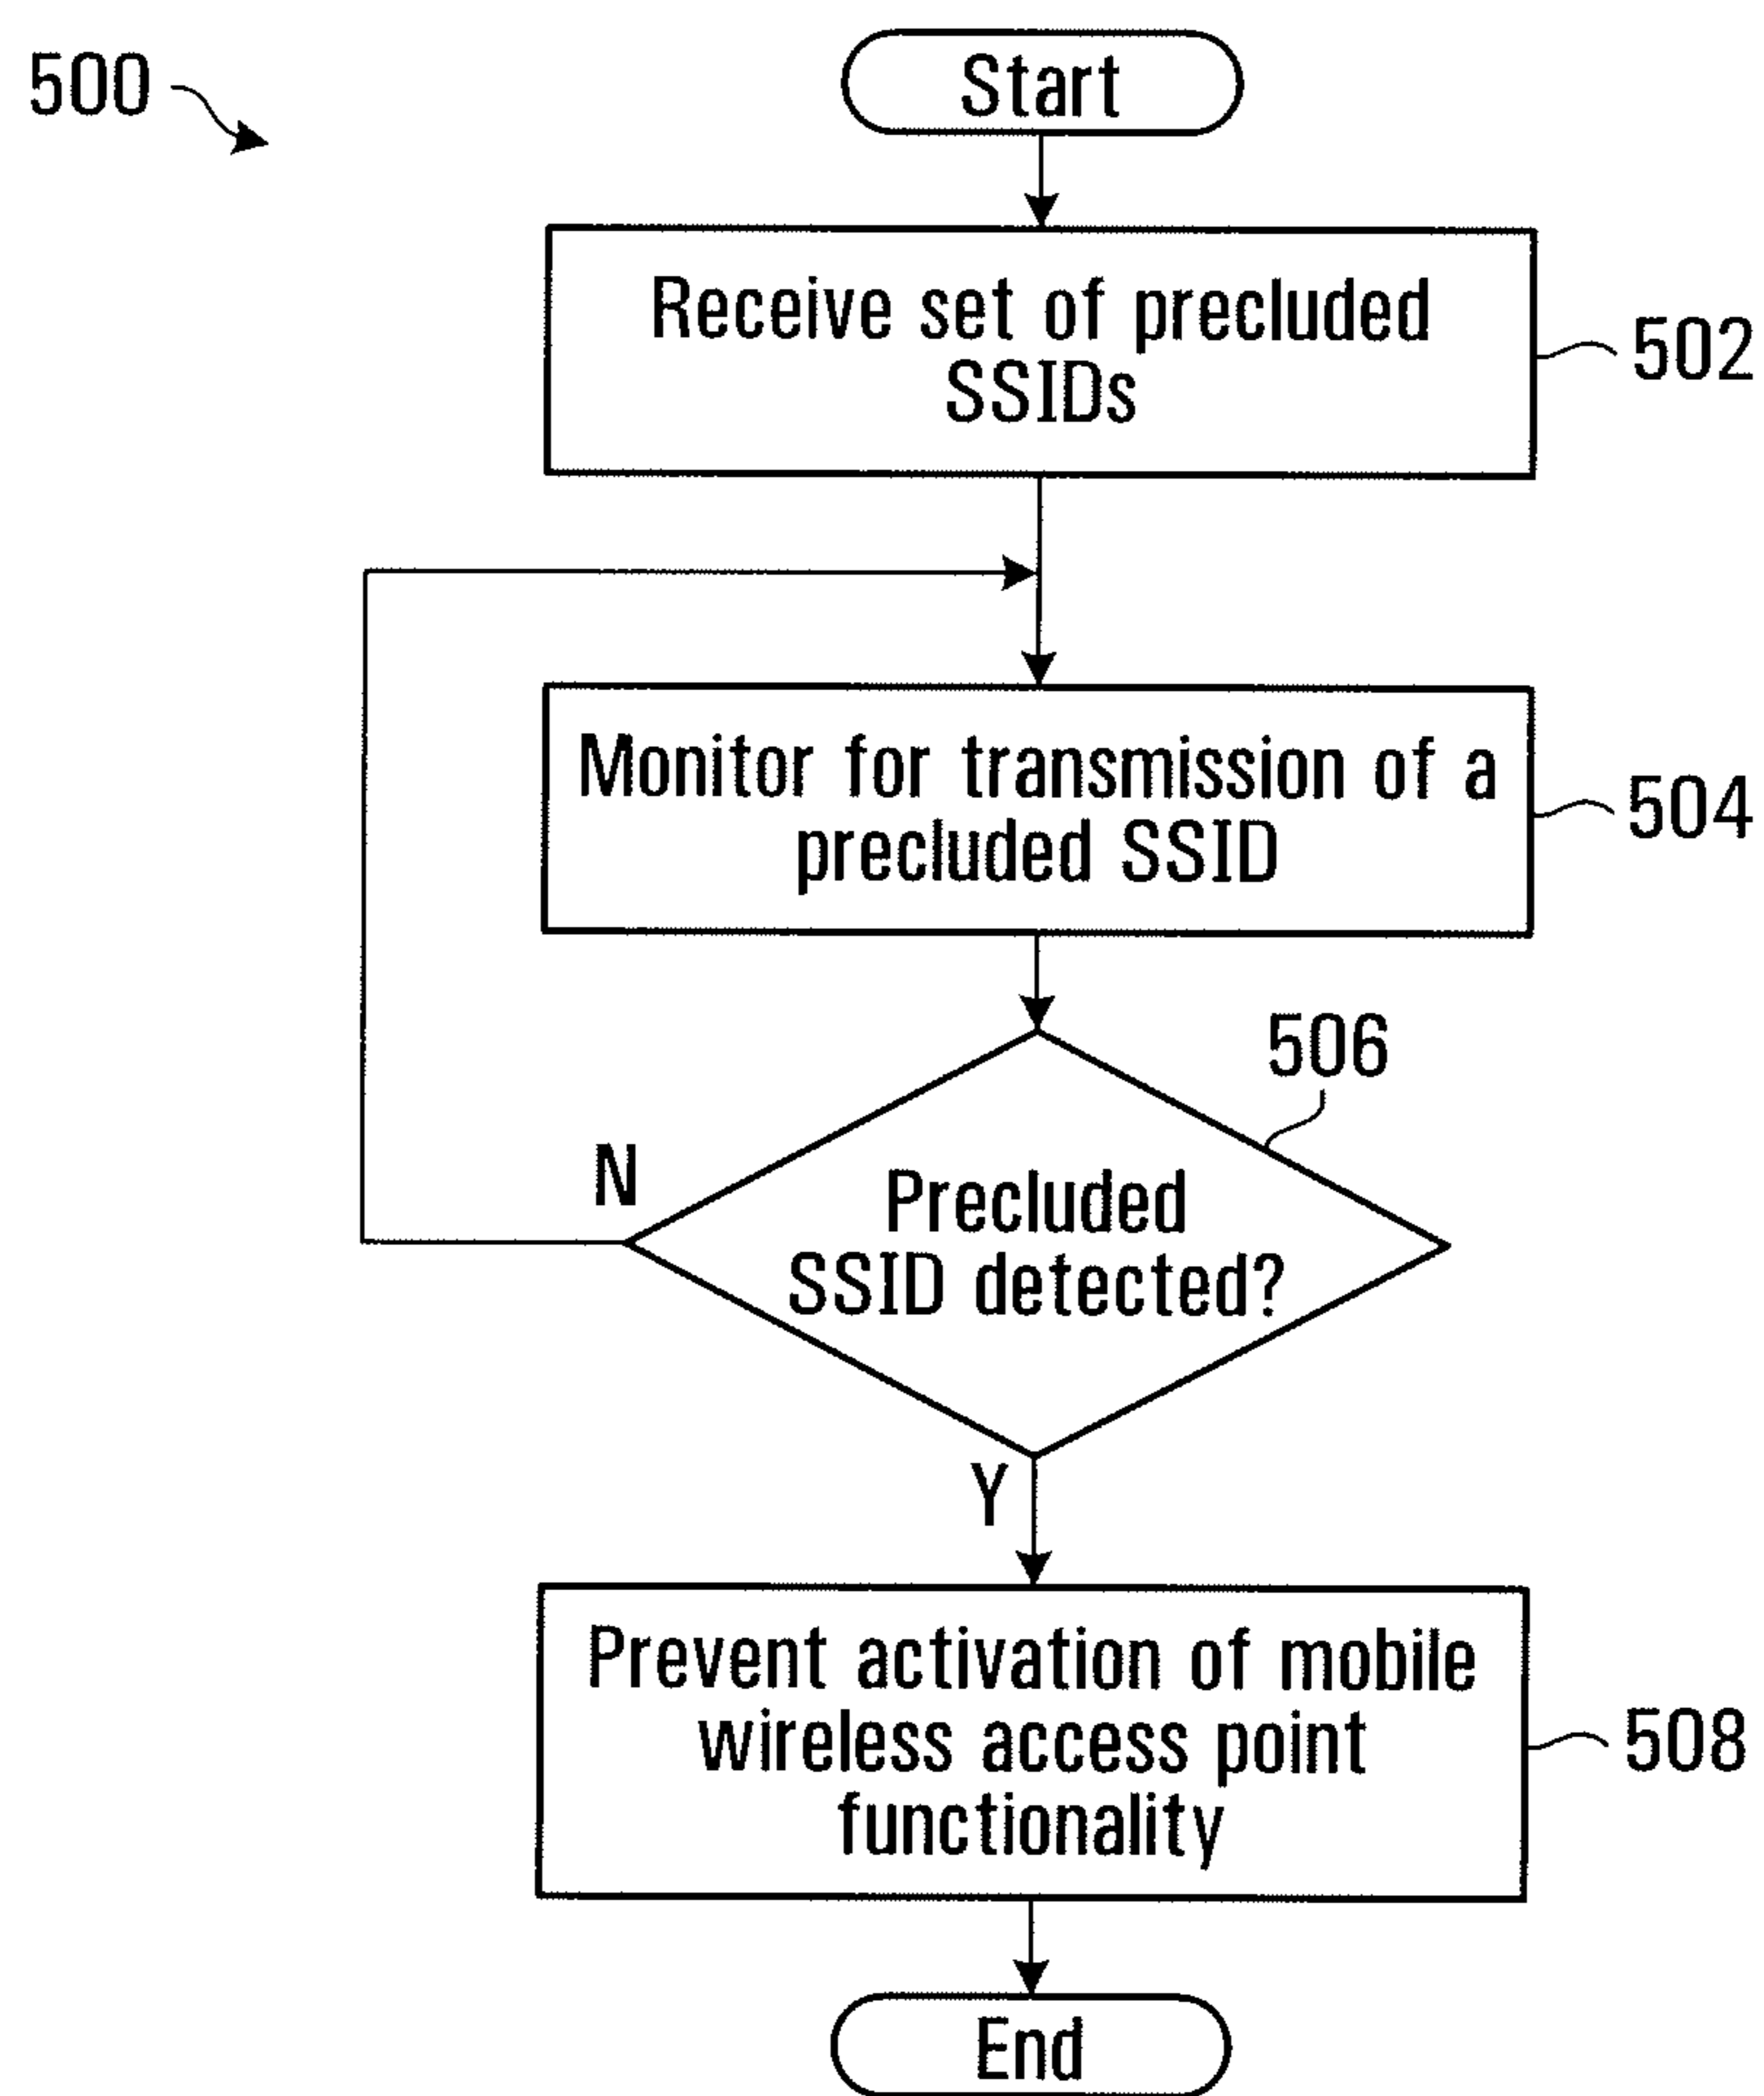 500
Start
Receive set of precluded
SSIDs
502
Monitor for transmission of a
precluded SSID
504
506
N
Precluded
SSID detected?
Y
Prevent activation of mobile
wireless access point
functionality
508
End